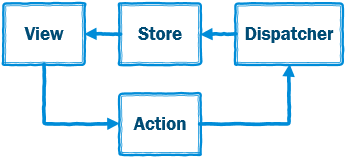 View
Store
Dispatcher
Action